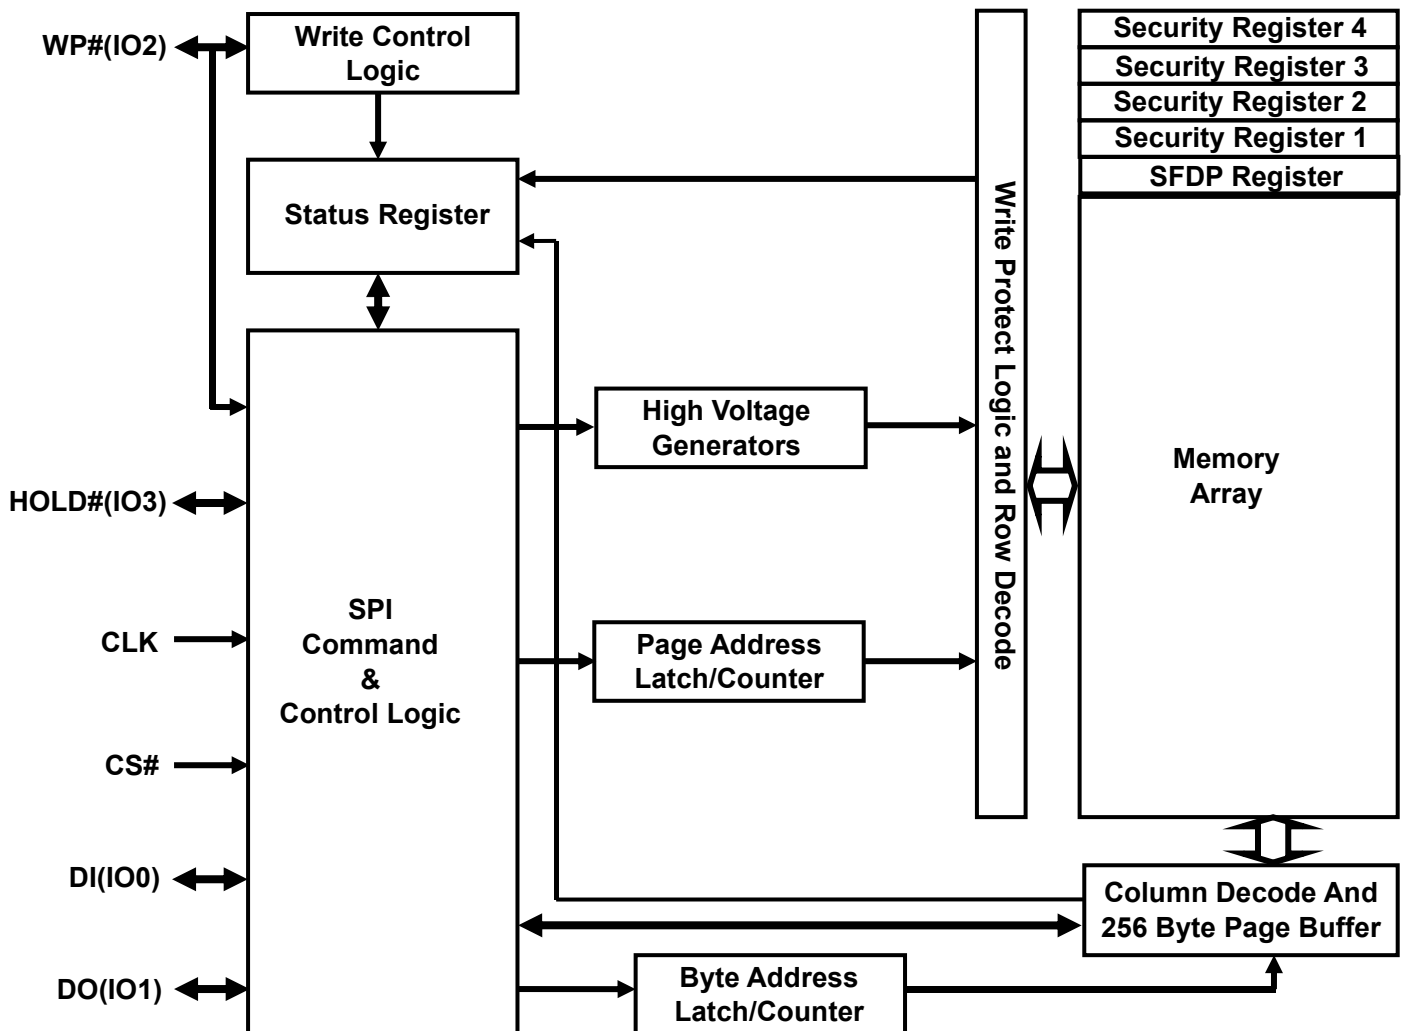 WP#(IO2)
Write Control
Logic
Security Register 4
Security Register 3
Security Register 2
Security Register 1
SFDP Register
Status Register
Write Protect Logic and Row Decode
High Voltage
Generators
Memory
Array
HOLD#(IO3)
SPI
Command
&
Control Logic
CLK
Page Address
Latch/Counter
CS#
DI(IO0)
Column Decode And
256 Byte Page Buffer
DO(IO1)
Byte Address
Latch/Counter